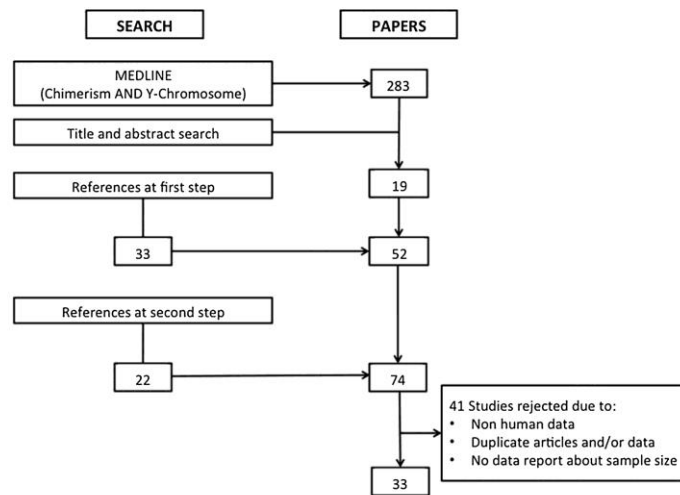 SEARCH
PAPERS
MEDLINE
(Chimerism AND Y-Chromosome)
283
Title and abstract search
19
References at first step
33
52
References at second step
22
74
41 Studies rejected due to:
• Non human data
• Duplicate articles and/or data
• No data report about sample size
33